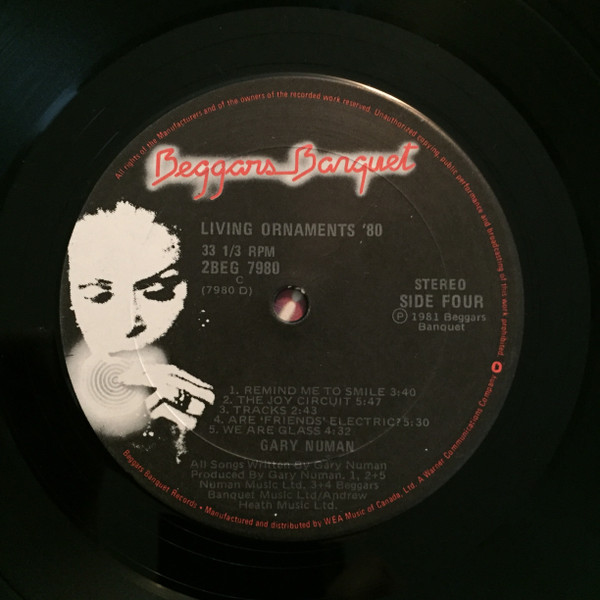 All rights of the Manufacturers and of the owners of the recorded work reserved. Unauthorized copying, public performance and broadcasting of this work prohibited.
Beggars Banquet
LIVING ORNAMENTS '80
33 1/3 RPM
2BEG 7980
C
(7980 D)
STEREO
SIDE FOUR
Ⓟ 1981 Beggars
Banquet
1. REMIND ME TO SMILE 3:40
2. THE JOY CIRCUIT 5:47
3. TRACKS 2:43
4. ARE 'FRIENDS' ELECTRIC? 5:30
5. WE ARE GLASS 4:32
GARY NUMAN
All Songs Written By Gary Numan
Produced By Gary Numan, 1, 2+5
Numan Music Ltd. 3+4 Beggars
Banquet Music Ltd/Andrew
Heath Music Ltd.
Beggars Banquet Records • Manufactured and distributed by WEA Music of Canada, Ltd. A Warner Communications Company